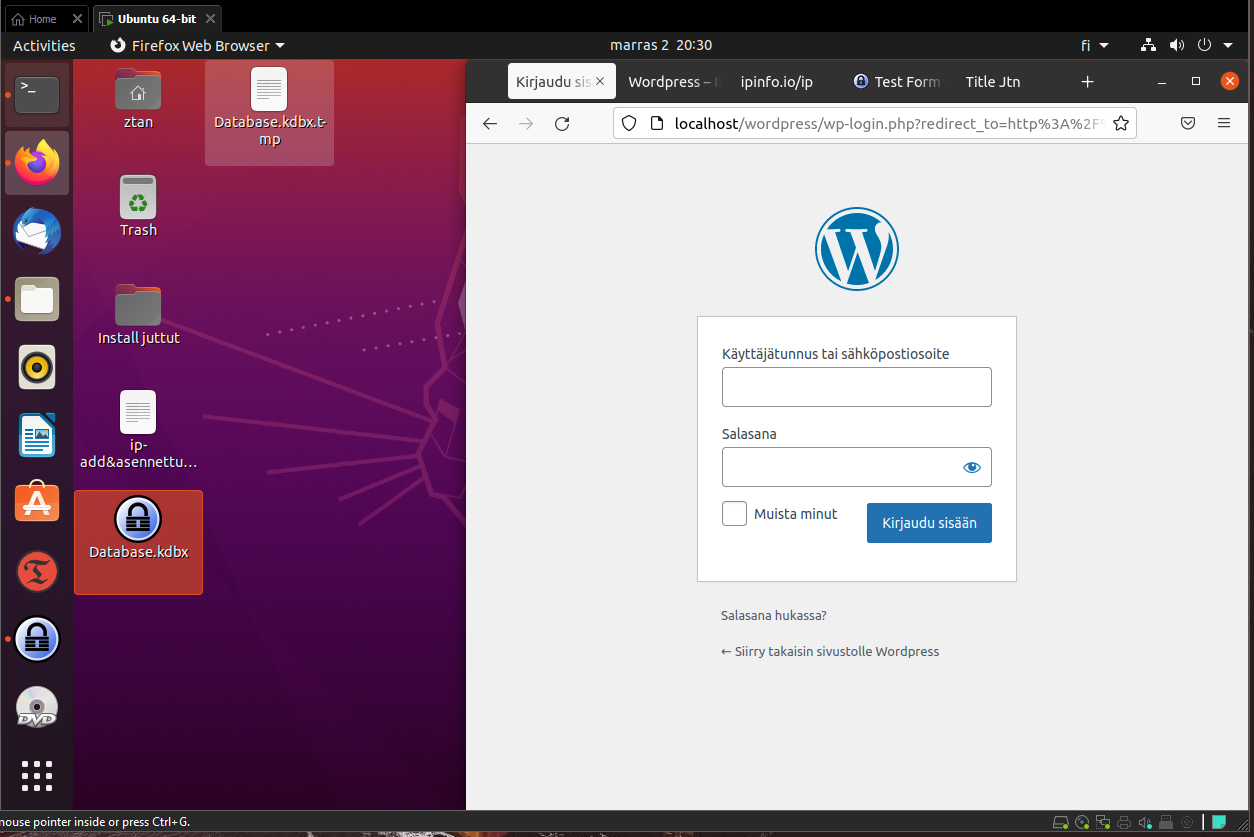 Home
Ubuntu 64-bit
Activities
Firefox Web Browser
marras 2 20:30
fi
Kirjaudu sis
Wordpress –
ipinfo.io/ip
Test Form
Title Jtn
localhost/wordpress/wp-login.php?redirect_to=http%3A%2F%
ztan
Database.kdbx.t-
mp
Trash
Install juttut
ip-
add&asennettu...
Database.kdbx
Käyttäjätunnus tai sähköpostiosoite
Salasana
Muista minut
Kirjaudu sisään
Salasana hukassa?
← Siirry takaisin sivustolle Wordpress
DVD
mouse pointer inside or press Ctrl+G.